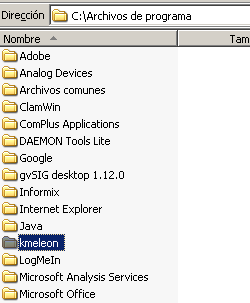 Dirección C:\Archivos de programa
Nombre Tam
Adobe
Analog Devices
Archivos comunes
ClamWin
ComPlus Applications
DAEMON Tools Lite
Google
gvSIG desktop 1.12.0
Informix
Internet Explorer
Java
kmeleon
LogMeIn
Microsoft Analysis Services
Microsoft Office